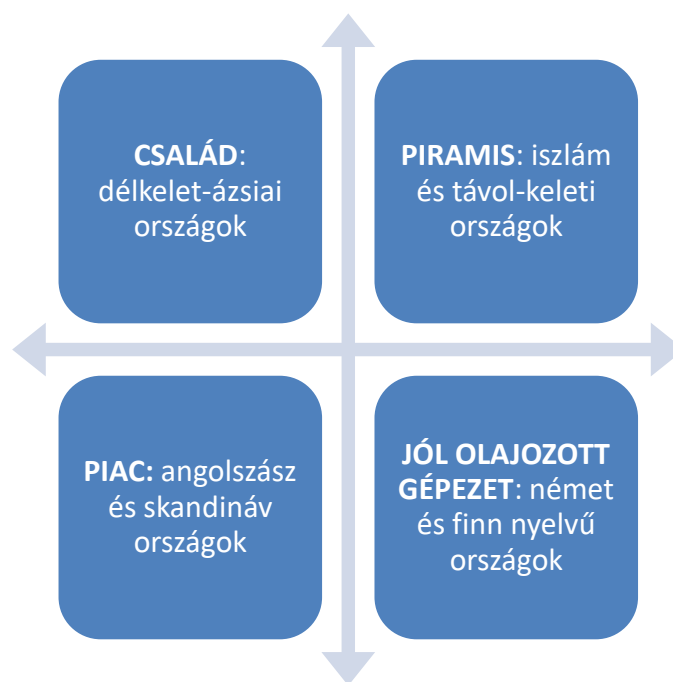 CSALÁD:
délkelet-ázsiai
országok
PIRAMIS: iszlám
és távol-keleti
országok
PIAC: angolszász
és skandináv
országok
JÓL OLAJOZOTT
GÉPEZET: német
és finn nyelvű
országok